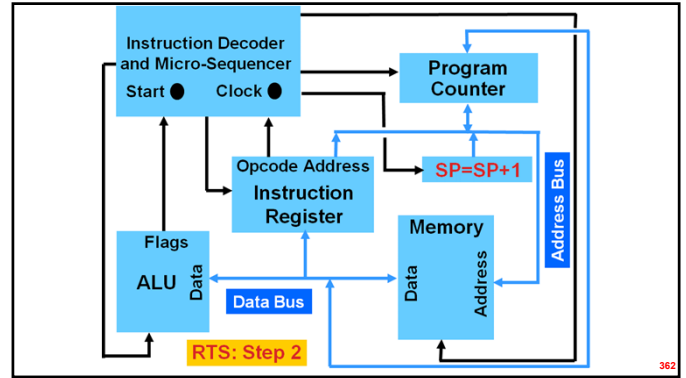 Instruction Decoder
and Micro-Sequencer
Start
Clock
Program
Counter
Opcode Address
Instruction
Register
SP=SP+1
Address Bus
Flags
ALU
Data
Data Bus
Memory
Data
Address
RTS: Step 2
362